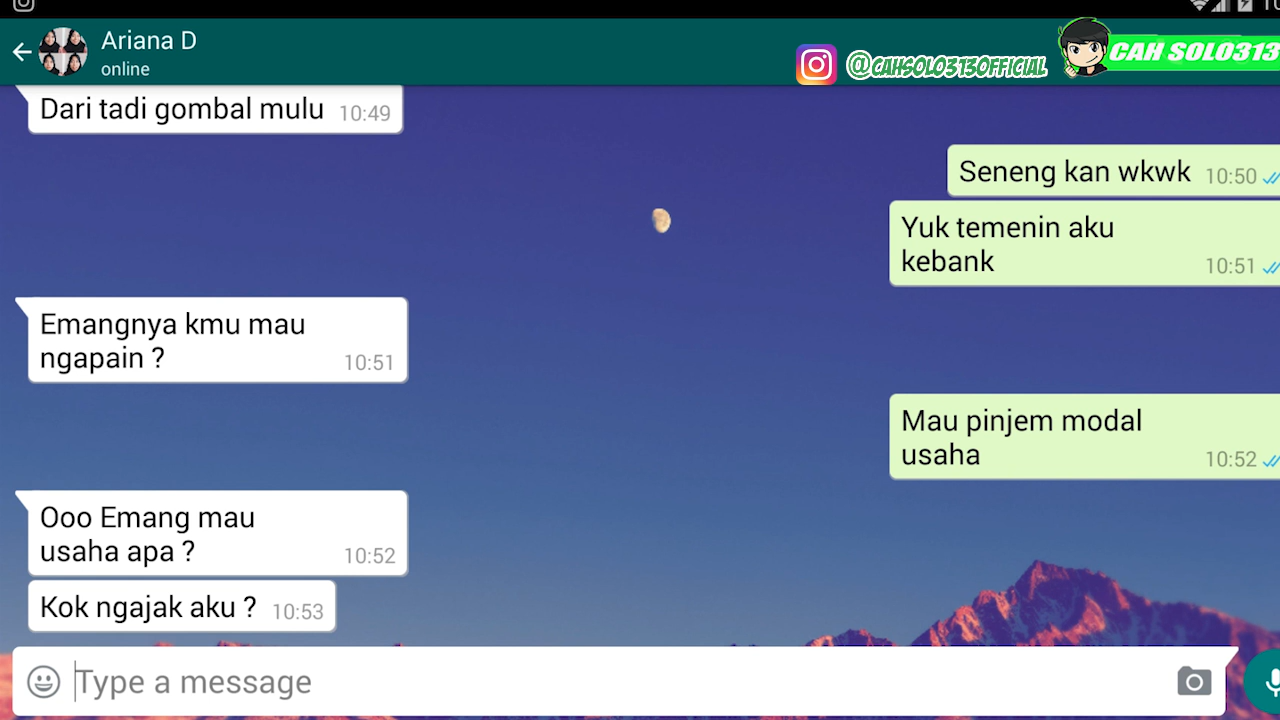 Ariana D
online
@CAHSOLO313OFFICIAL
CAH SOLO313
Dari tadi gombal mulu 10:49
Seneng kan wkwk 10:50
Yuk temenin aku
kebank 10:51
Emangnya kmu mau
ngapain ? 10:51
Mau pinjem modal
usaha 10:52
Ooo Emang mau
usaha apa ? 10:52
Kok ngajak aku ? 10:53
Type a message